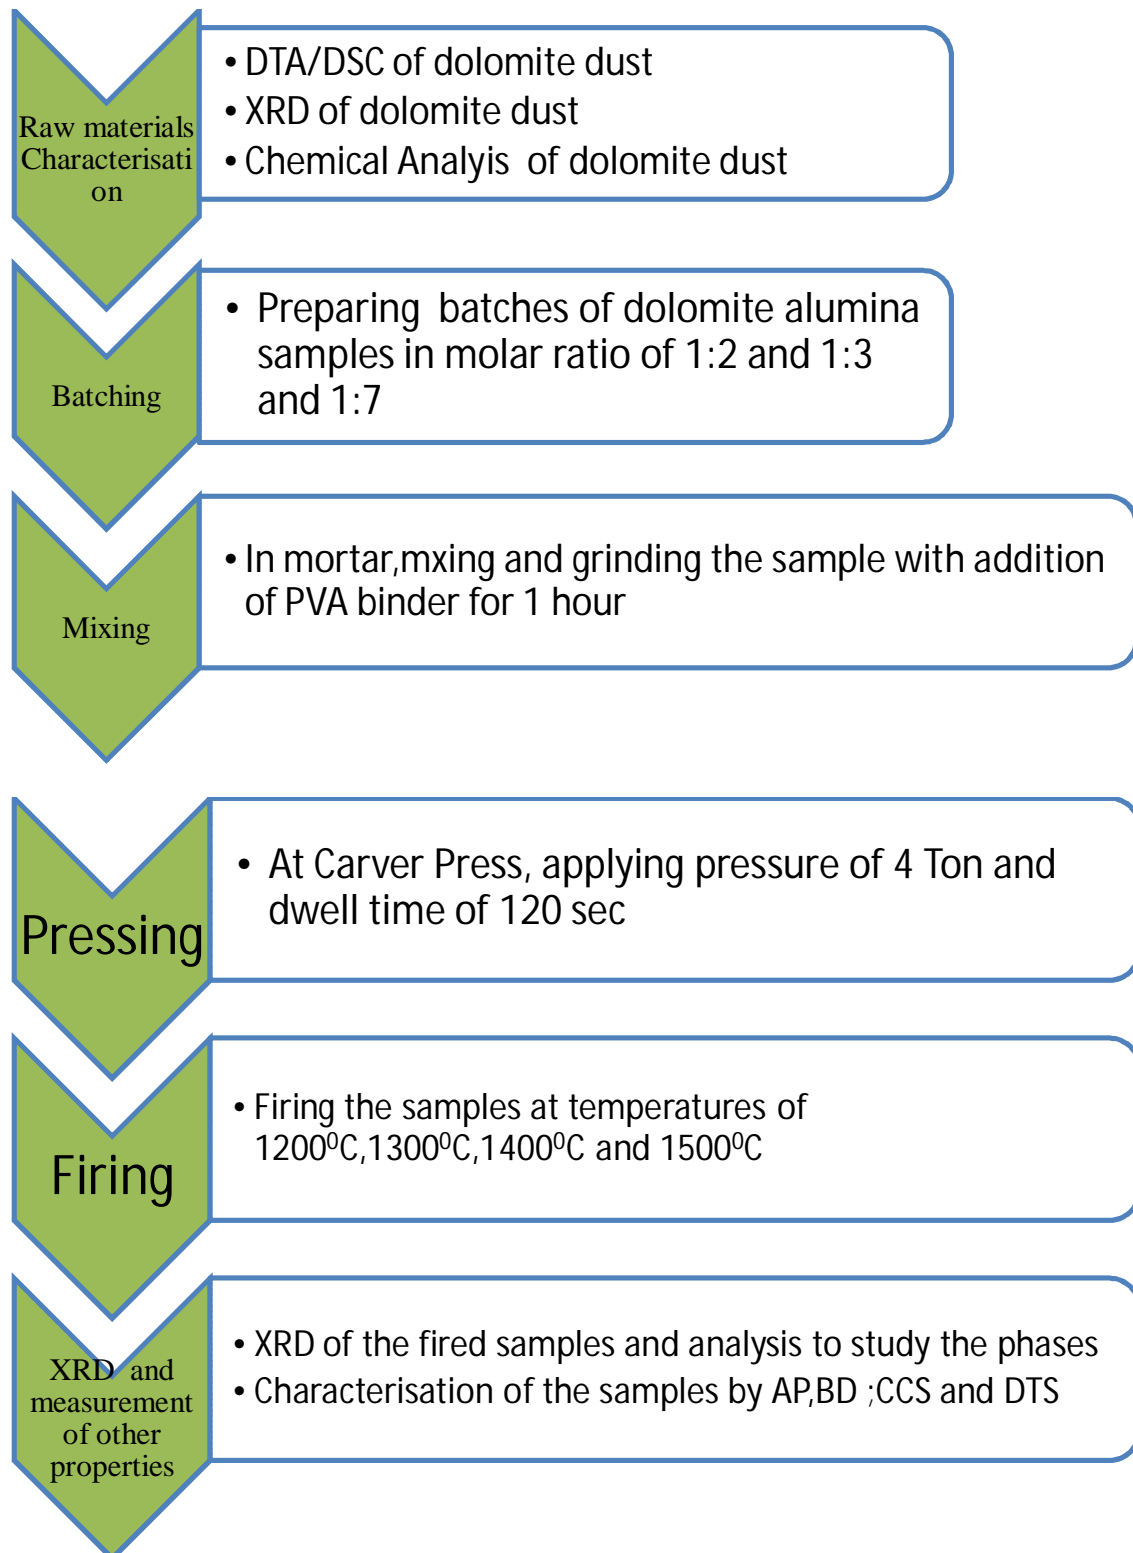 Raw materials
Characterisati
on
• DTA/DSC of dolomite dust
• XRD of dolomite dust
• Chemical Analyis of dolomite dust
Batching
• Preparing batches of dolomite alumina
samples in molar ratio of 1:2 and 1:3
and 1:7
Mixing
• In mortar,mxing and grinding the sample with addition
of PVA binder for 1 hour
Pressing
• At Carver Press, applying pressure of 4 Ton and
dwell time of 120 sec
Firing
• Firing the samples at temperatures of
1200⁰C,1300⁰C,1400⁰C and 1500⁰C
XRD and
measurement
of other
properties
• XRD of the fired samples and analysis to study the phases
• Characterisation of the samples by AP,BD ;CCS and DTS